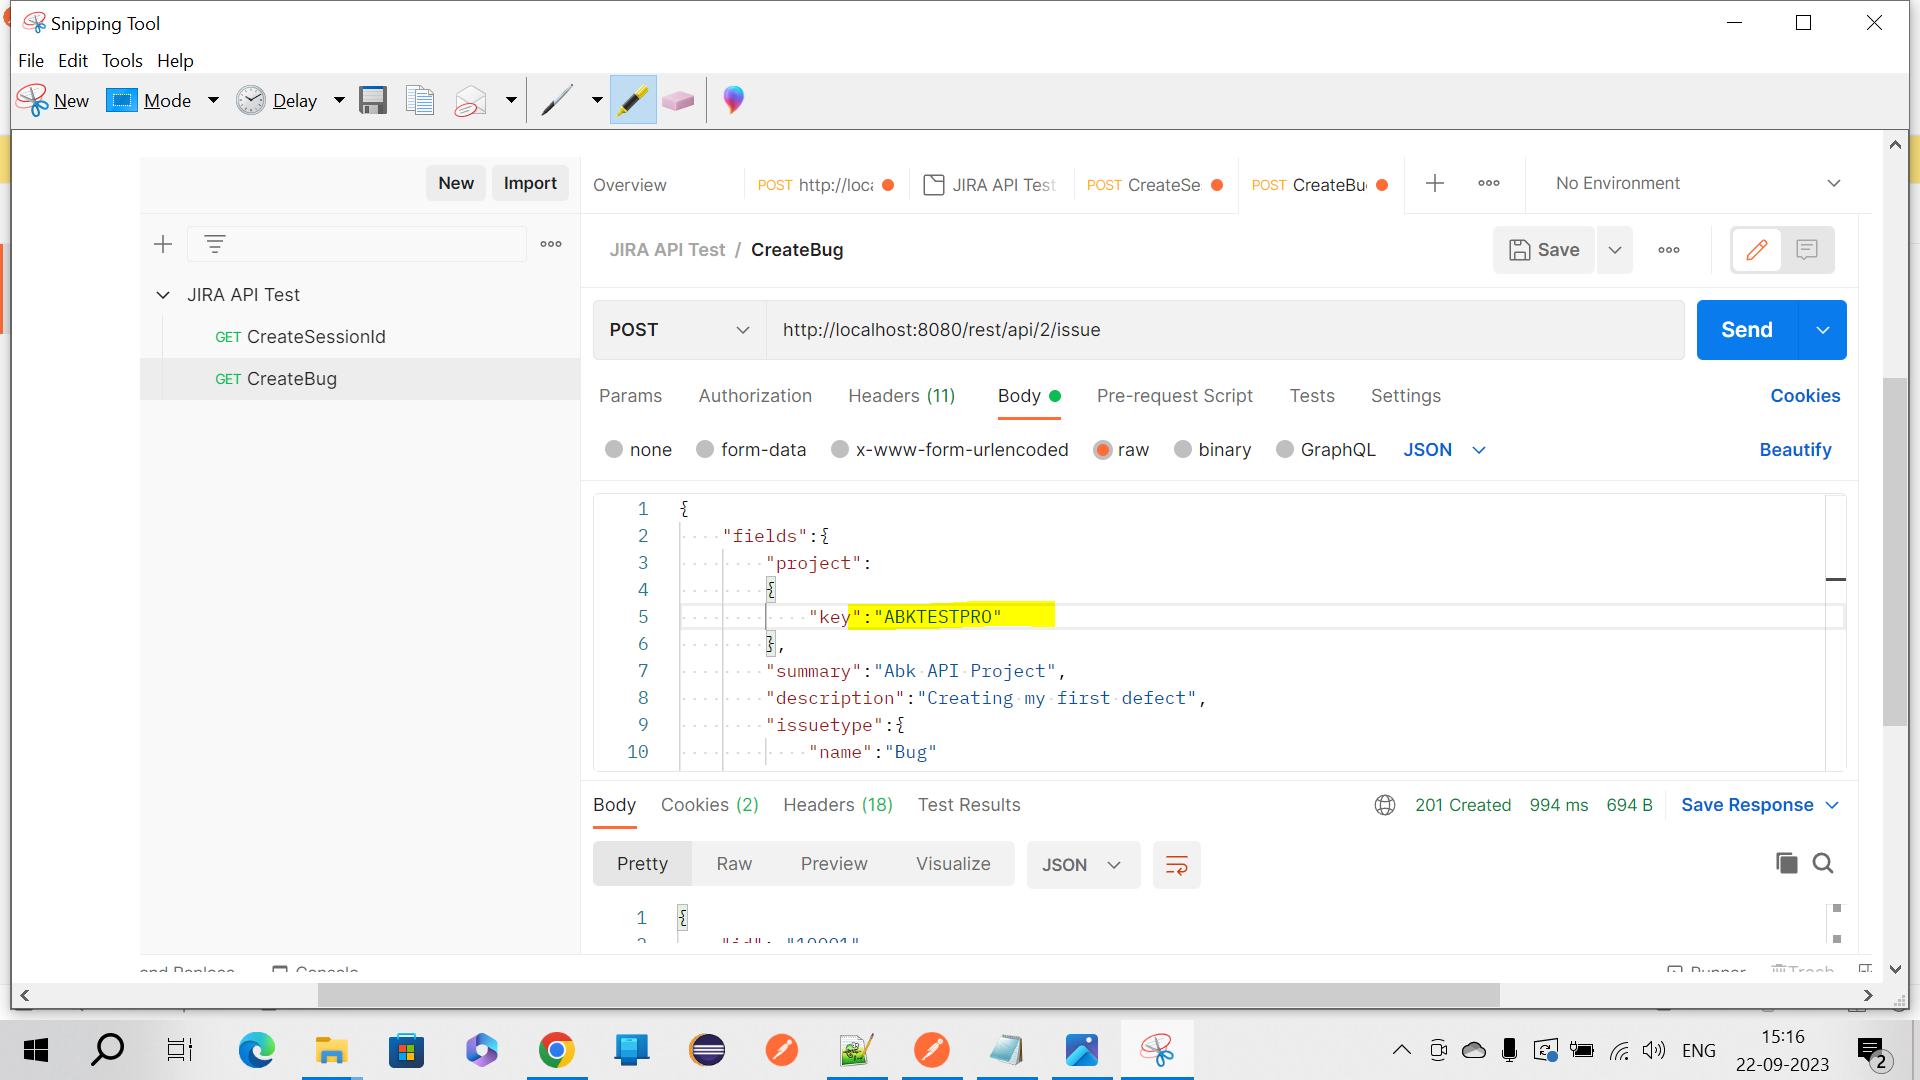 Snipping Tool
File Edit Tools Help
New Mode Delay
New Import Overview POST http://loca JIRA API Test POST CreateSe POST CreateBu No Environment
JIRA API Test / CreateBug Save
JIRA API Test
GET CreateSessionId
GET CreateBug
POST http://localhost:8080/rest/api/2/issue Send
Params Authorization Headers (11) Body Pre-request Script Tests Settings Cookies
none form-data x-www-form-urlencoded raw binary GraphQL JSON Beautify
1 {
2 "fields":{
3 "project":
4 {
5 "key":"ABKTESTPRO"
6 },
7 "summary":"Abk API Project",
8 "description":"Creating my first defect",
9 "issuetype":{
10 "name":"Bug"
Body Cookies (2) Headers (18) Test Results 201 Created 994 ms 694 B Save Response
Pretty Raw Preview Visualize JSON
1 {
2 "id": "10001"
and Replace Console Runner Trash
ENG 15:16
22-09-2023 2